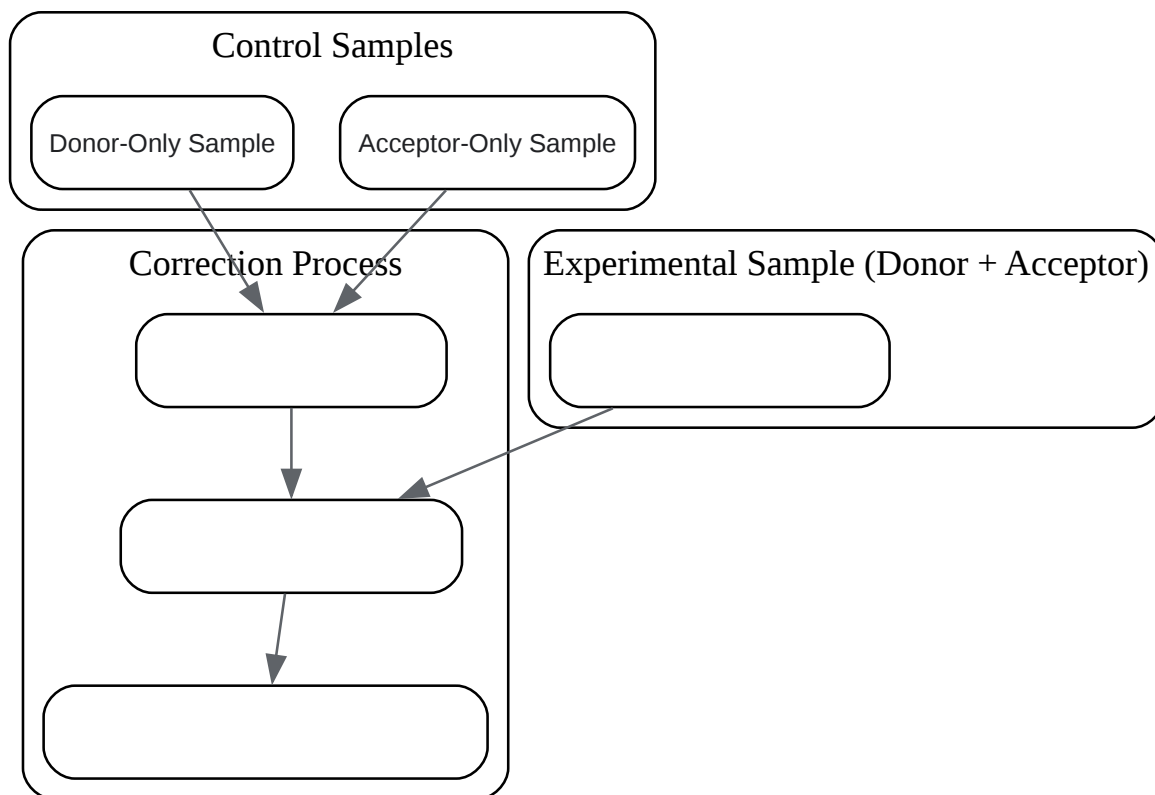 Control Samples
Donor-Only Sample
Acceptor-Only Sample
Correction Process
Experimental Sample (Donor + Acceptor)